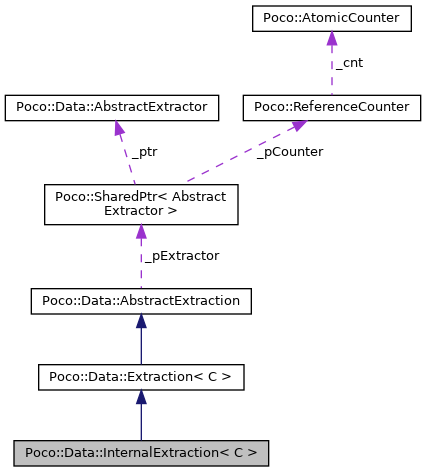 Poco::AtomicCounter
_cnt
Poco::Data::AbstractExtractor
Poco::ReferenceCounter
_ptr
_pCounter
Poco::SharedPtr< Abstract
Extractor >
_pExtractor
Poco::Data::AbstractExtraction
Poco::Data::Extraction< C >
Poco::Data::InternalExtraction< C >